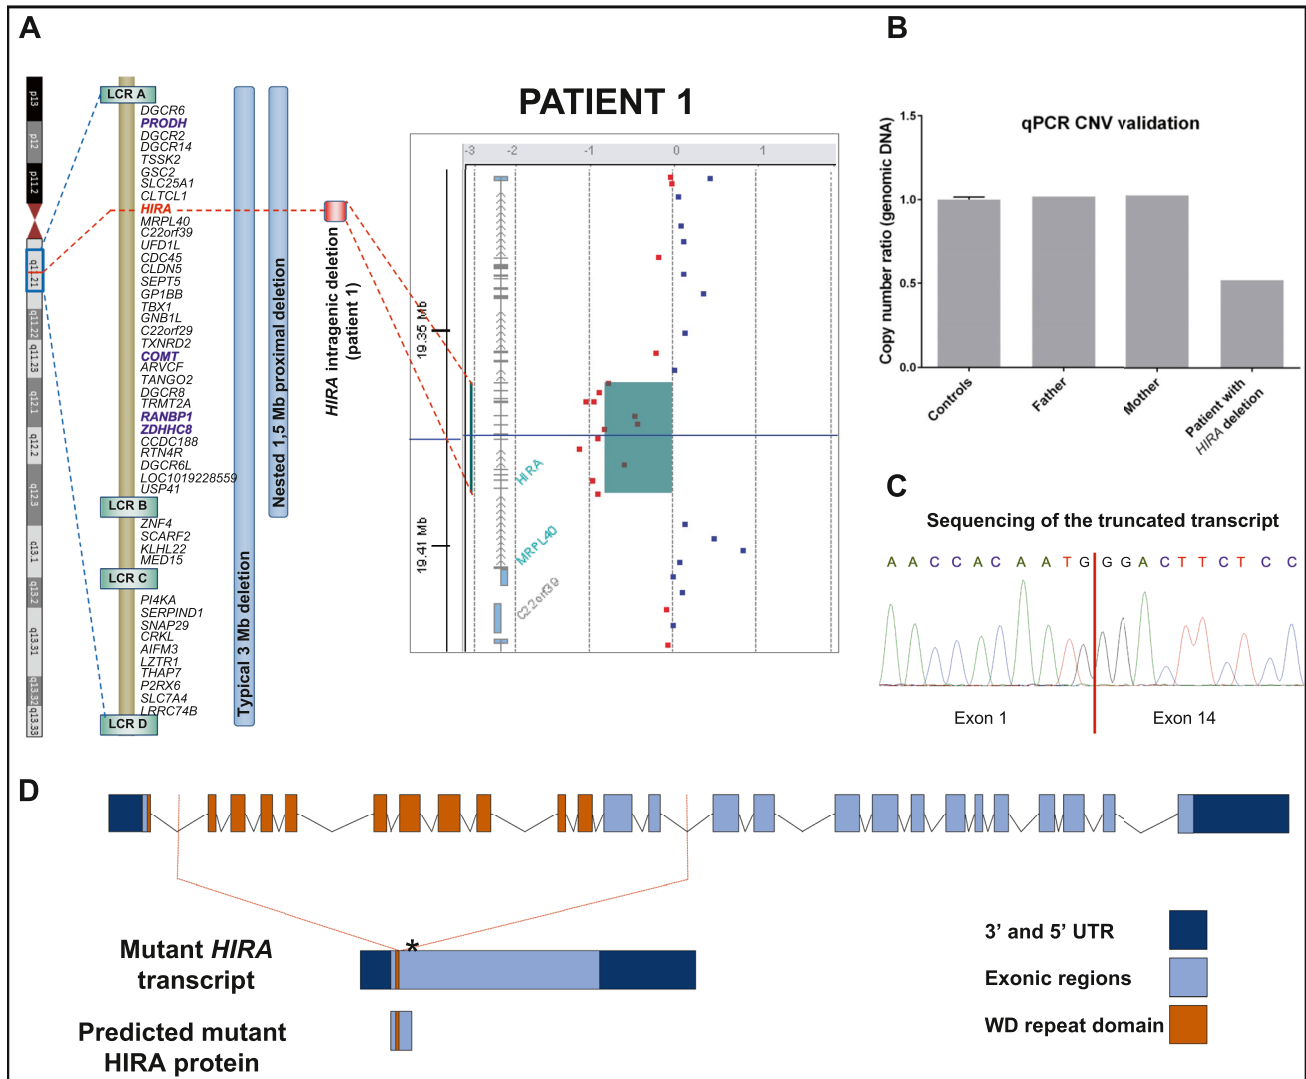 A
p13
p12
p11.2
q11.21
q11.22
q11.23
q12.1
q12.2
q12.3
q13.1
q13.2
q13.31
q13.32
q13.33
LCR A
DGCR6
PRODH
DGCR2
DGCR14
TSSK2
GSC2
SLC25A1
CLTCL1
HIRA
MRPL40
C22orf39
UFD1L
CDC45
CLDN5
SEPT5
GP1BB
TBX1
GNB1L
C22orf29
TXNRD2
COMT
ARVCF
TANGO2
DGCR8
TRMT2A
RANBP1
ZDHHC8
CCDC188
RTN4R
DGCR6L
LOC1019228559
USP41
LCR B
ZNF4
SCARF2
KLHL22
MED15
LCR C
PI4KA
SERPIND1
SNAP29
CRKL
AIFM3
LZTR1
THAP7
P2RX6
SLC7A4
LRRC74B
LCR D
Typical 3 Mb deletion
Nested 1,5 Mb proximal deletion
HIRA intragenic deletion
(patient 1)
PATIENT 1
-3 -2 -1 0 1
19.35 Mb
19.41 Mb
HIRA
MRPL40
C22orf39
B
qPCR CNV validation
Copy number ratio (genomic DNA)
1.5
1.0
0.5
0.0
Controls
Father
Mother
Patient with
HIRA deletion
C
Sequencing of the truncated transcript
A A C C A C A A T G G G A C T T C T C C
Exon 1
Exon 14
D
Mutant HIRA
transcript
*
Predicted mutant
HIRA protein
3' and 5' UTR
Exonic regions
WD repeat domain